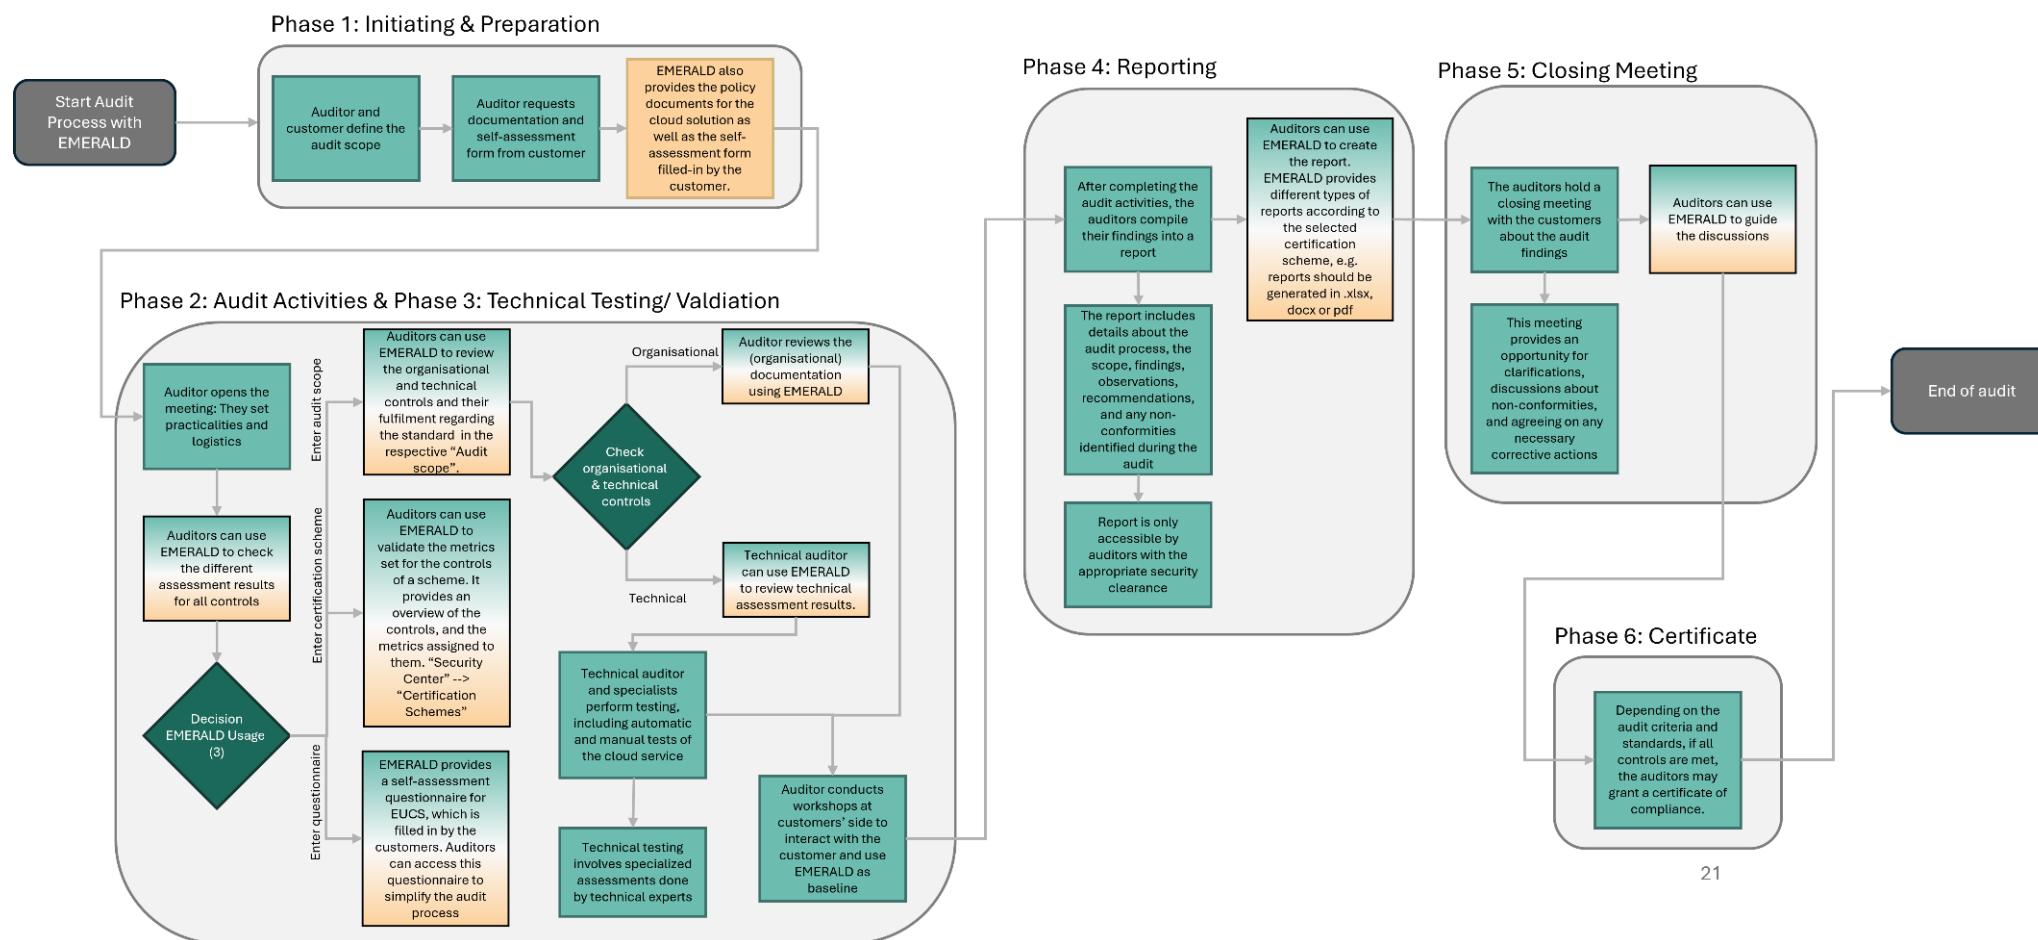 Phase 1: Initiating & Preparation
Start Audit
Process with
EMERALD
Auditor and
customer define the
audit scope
Auditor requests
documentation and
self-assessment
form from customer
EMERALD also
provides the policy
documents for the
cloud solution as
well as the self-
assessment form
filled-in by the
customer.
Phase 2: Audit Activities & Phase 3: Technical Testing/ Valdiation
Auditor opens the
meeting: They set
practicalities and
logistics
Auditors can use
EMERALD to check
the different
assessment results
for all controls
Decision
EMERALD Usage
(3)
Enter audit scope
Enter certification scheme
Enter questionnaire
Auditors can use
EMERALD to review
the organisational
and technical
controls and their
fulfilment regarding
the standard in the
respective “Audit
scope”.
Auditors can use
EMERALD to
validate the metrics
set for the controls
of a scheme. It
provides an
overview of the
controls, and the
metrics assigned to
them. “Security
Center” -->
“Certification
Schemes”
EMERALD provides
a self-assessment
questionnaire for
EUCS, which is
filled in by the
customers. Auditors
can access this
questionnaire to
simplify the audit
process
Check
organisational
& technical
controls
Organisational
Technical
Auditor reviews the
(organisational)
documentation
using EMERALD
Technical auditor
can use EMERALD
to review technical
assessment results.
Technical auditor
and specialists
perform testing,
including automatic
and manual tests of
the cloud service
Technical testing
involves specialized
assessments done
by technical experts
Auditor conducts
workshops at
customers’ side to
interact with the
customer and use
EMERALD as
baseline
Phase 4: Reporting
After completing the
audit activities, the
auditors compile
their findings into a
report
The report includes
details about the
audit process, the
scope, findings,
observations,
recommendations,
and any non-
conformities
identified during the
audit
Report is only
accessible by
auditors with the
appropriate security
clearance
Auditors can use
EMERALD to create
the report.
EMERALD provides
different types of
reports according to
the selected
certification
scheme, e.g.
reports should be
generated in .xlsx,
docx or pdf
Phase 5: Closing Meeting
The auditors hold a
closing meeting
with the customers
about the audit
findings
Auditors can use
EMERALD to guide
the discussions
This meeting
provides an
opportunity for
clarifications,
discussions about
non-conformities,
and agreeing on any
necessary
corrective actions
Phase 6: Certificate
Depending on the
audit criteria and
standards, if all
controls are met,
the auditors may
grant a certificate of
compliance.
End of audit
21